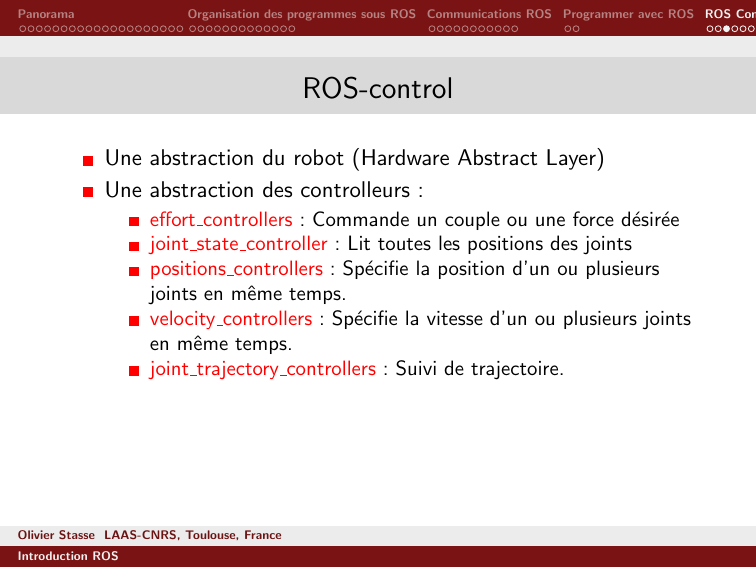 Panorama Organisation des programmes sous ROS Communications ROS Programmer avec ROS ROS Con
ROS-control
Une abstraction du robot (Hardware Abstract Layer)
Une abstraction des controlleurs :
effort_controllers : Commande un couple ou une force désirée
joint_state_controller : Lit toutes les positions des joints
positions_controllers : Spécifie la position d'un ou plusieurs
joints en même temps.
velocity_controllers : Spécifie la vitesse d'un ou plusieurs joints
en même temps.
joint_trajectory_controllers : Suivi de trajectoire.
Olivier Stasse LAAS-CNRS, Toulouse, France
Introduction ROS